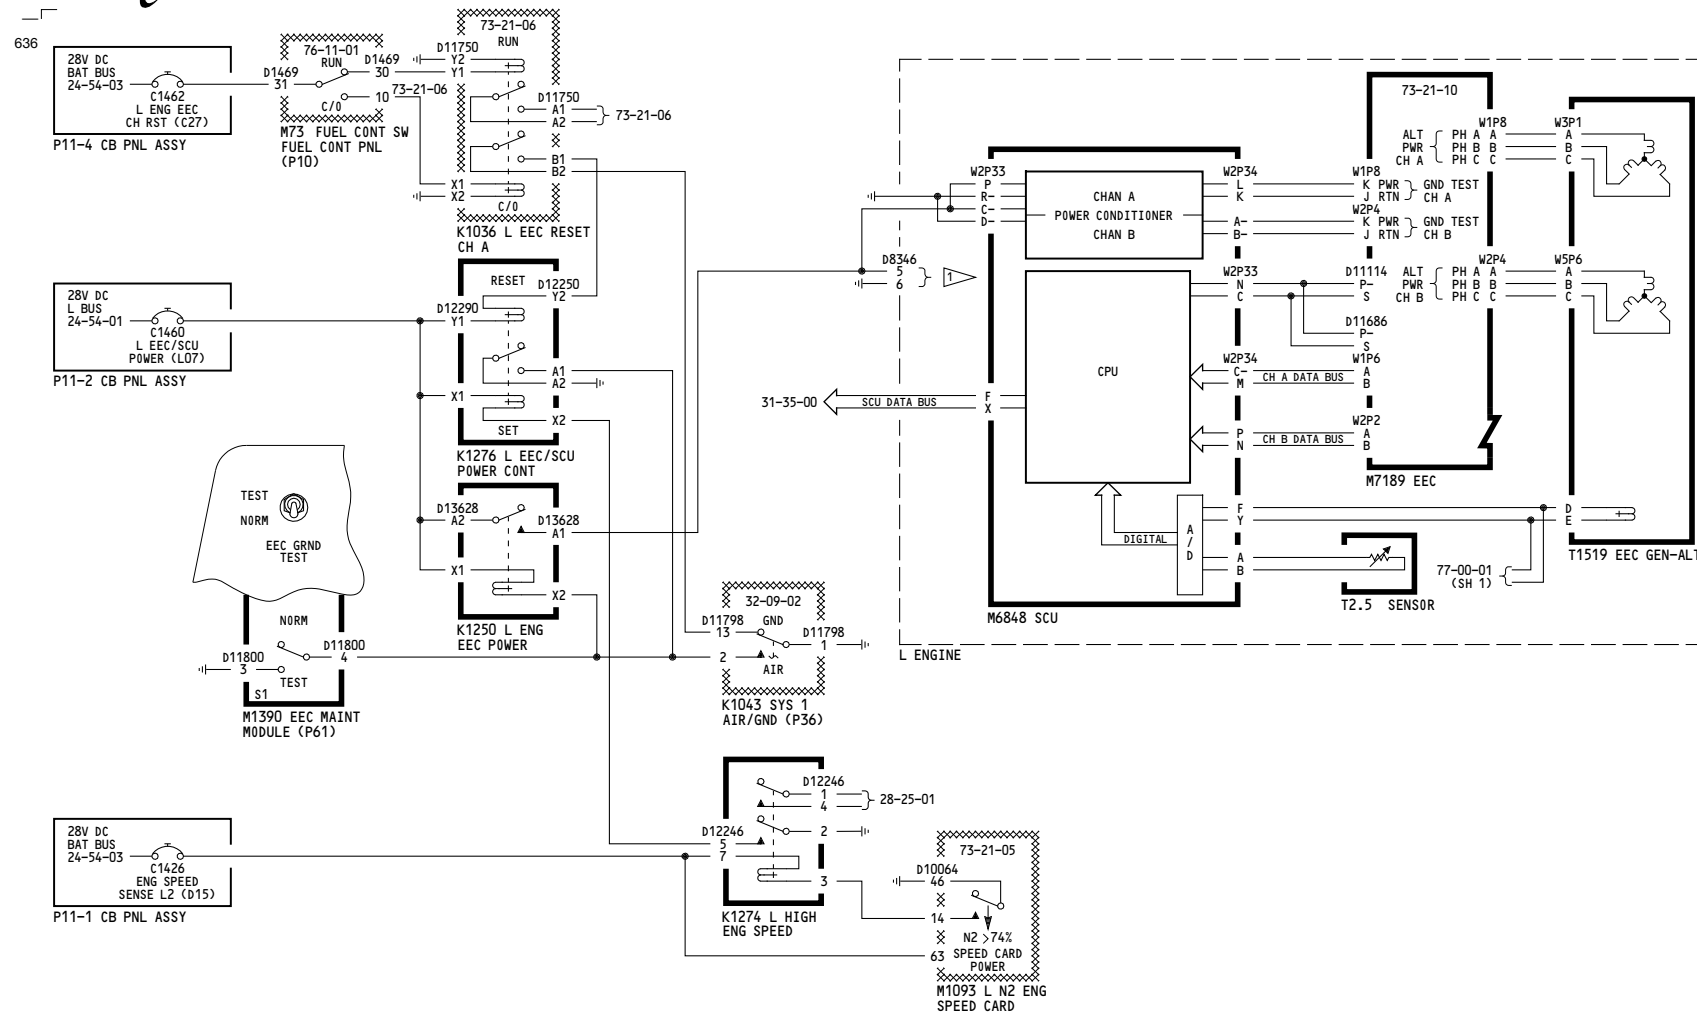 636
28V DC
BAT BUS
24-54-03
C1462
L ENG EEC
CH RST (C27)
P11-4 CB PNL ASSY
76-11-01
RUN
D1469
31
D1469
30
C/O
10
73-21-06
M73 FUEL CONT SW
FUEL CONT PNL
(P10)
73-21-06
RUN
D11750
Y2
Y1
D11750
A1
A2
73-21-06
B1
B2
X1
X2
C/O
K1036 L EEC RESET
CH A
28V DC
L BUS
24-54-01
C1460
L EEC/SCU
POWER (L07)
P11-2 CB PNL ASSY
RESET
D12250
Y2
D12290
Y1
A1
A2
X1
X2
SET
K1276 L EEC/SCU
POWER CONT
D13628
A2
D13628
A1
X1
X2
K1250 L ENG
EEC POWER
TEST
NORM
EEC GRND
TEST
NORM
D11800
3
D11800
4
TEST
S1
M1390 EEC MAINT
MODULE (P61)
32-09-02
D11798
13
GND
D11798
1
2
AIR
K1043 SYS 1
AIR/GND (P36)
28V DC
BAT BUS
24-54-03
C1426
ENG SPEED
SENSE L2 (D15)
P11-1 CB PNL ASSY
D12246
1
4
28-25-01
2
D12246
5
7
3
K1274 L HIGH
ENG SPEED
73-21-05
D10064
46
14
N2 >74%
63
SPEED CARD
POWER
M1093 L N2 ENG
SPEED CARD
D8346
5
6
1
L ENGINE
W2P33
P
R-
C-
D-
CHAN A
POWER CONDITIONER
CHAN B
W2P34
L
K
A-
B-
W2P33
N
C
CPU
W2P34
C-
M
CH A DATA BUS
P
N
CH B DATA BUS
31-35-00
SCU DATA BUS
F
X
DIGITAL
A/D
F
Y
A
B
M6848 SCU
73-21-10
W1P8
K PWR
J RTN
GND TEST
CH A
W2P4
K PWR
J RTN
GND TEST
CH B
D11114
P-
S
D11686
P-
S
W1P6
A
B
W2P2
A
B
M7189 EEC
ALT
PWR
CH A
PH A
PH B
PH C
W1P8
A
B
C
W3P1
A
B
C
ALT
PWR
CH B
PH A
PH B
PH C
W2P4
A
B
C
W5P6
A
B
C
D
E
T1519 EEC GEN-ALT
77-00-01
(SH 1)
T2.5 SENSOR